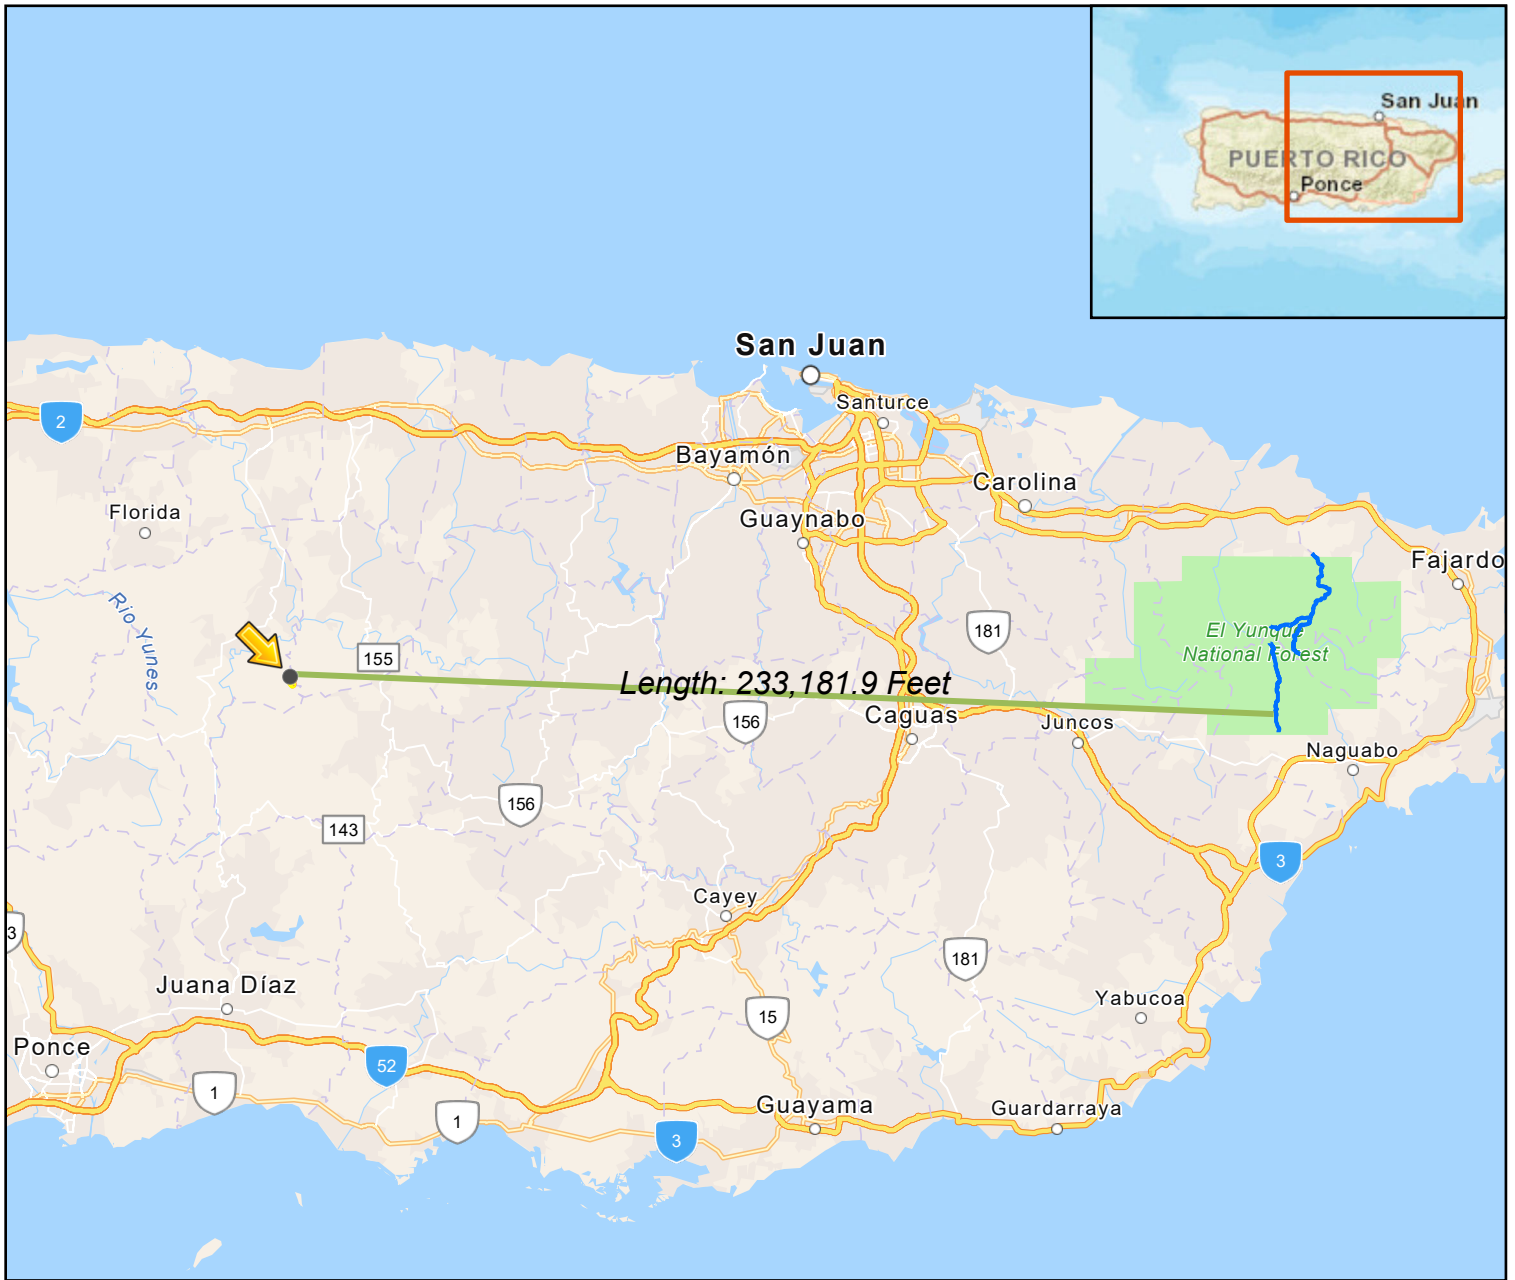 San Juan
PUERTO RICO
Ponce
San Juan
Santurce
2
Bayamón
Carolina
Florida
Guaynabo
Fajardo
Rio Yunes
181
El Yunque
National Forest
155
Length: 233,181.9 Feet
156
Caguas
Juncos
Naguabo
156
143
3
Cayey
3
181
Juana Díaz
Yabucoa
15
Ponce
52
1
1
Guayama
Guardarraya
3